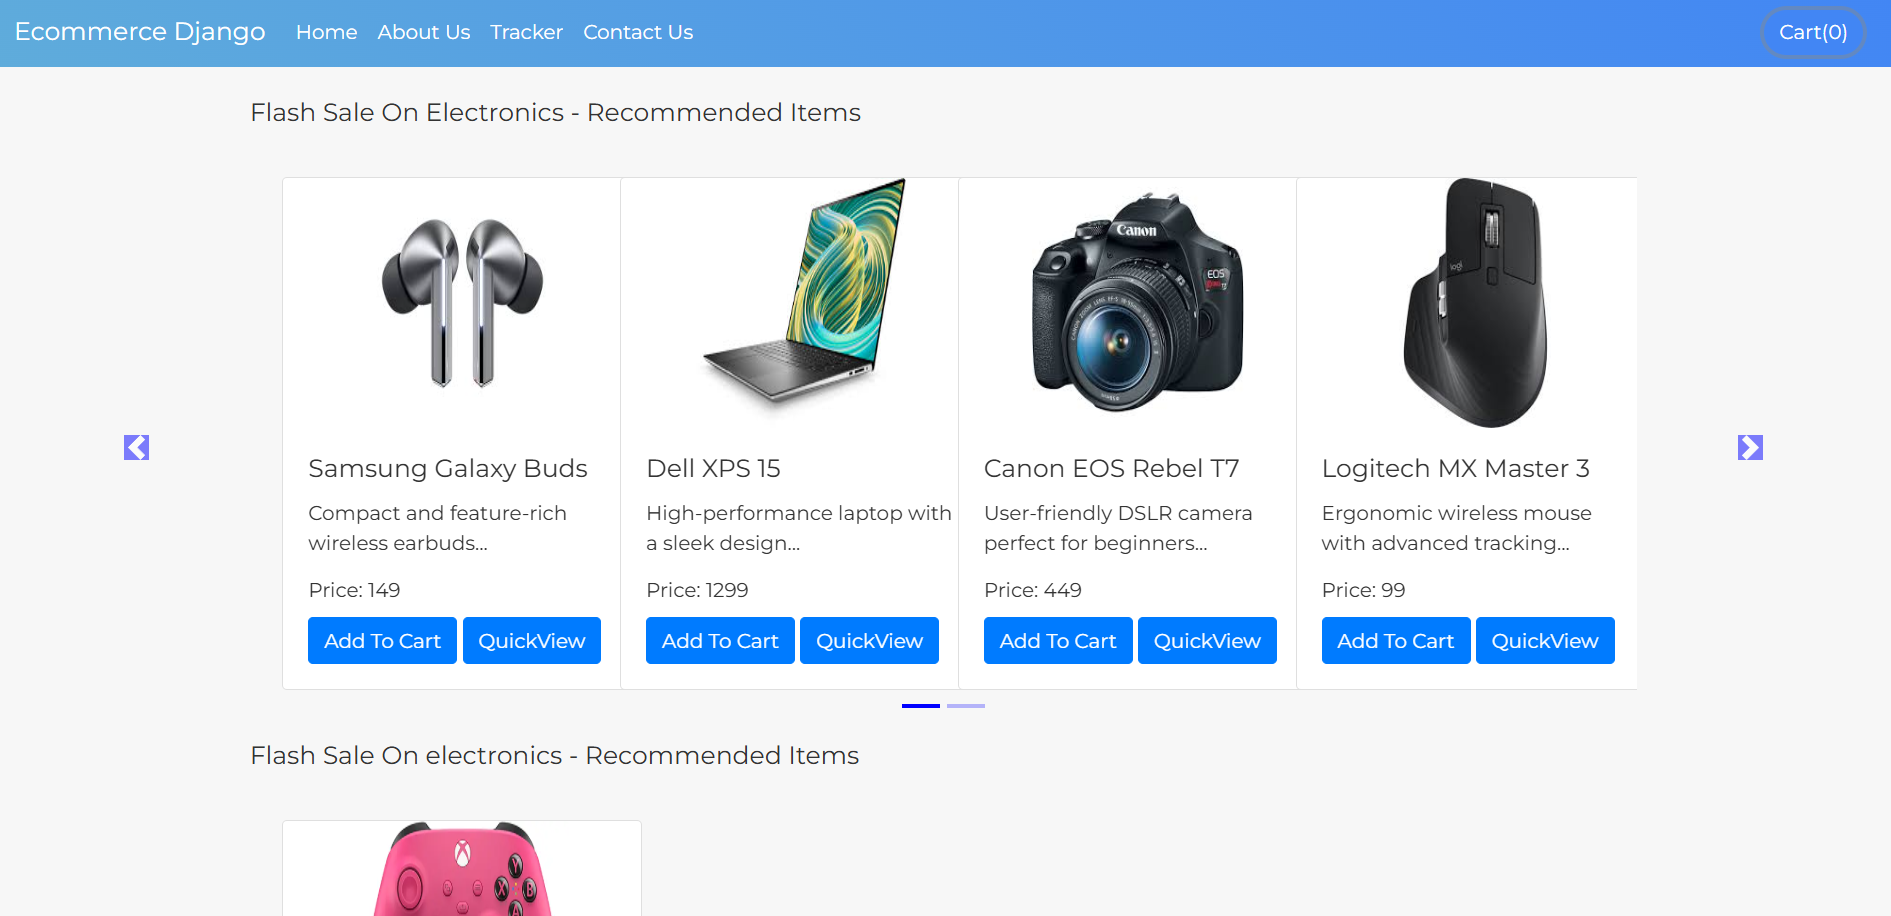 Ecommerce Django Home About Us Tracker Contact Us Cart(0)
Flash Sale On Electronics - Recommended Items
Canon
EOS
logi
Samsung Galaxy Buds
Compact and feature-rich
wireless earbuds...
Price: 149
Add To Cart QuickView
Dell XPS 15
High-performance laptop with
a sleek design...
Price: 1299
Add To Cart QuickView
Canon EOS Rebel T7
User-friendly DSLR camera
perfect for beginners...
Price: 449
Add To Cart QuickView
Logitech MX Master 3
Ergonomic wireless mouse
with advanced tracking...
Price: 99
Add To Cart QuickView
Flash Sale On electronics - Recommended Items
Y
X B
A